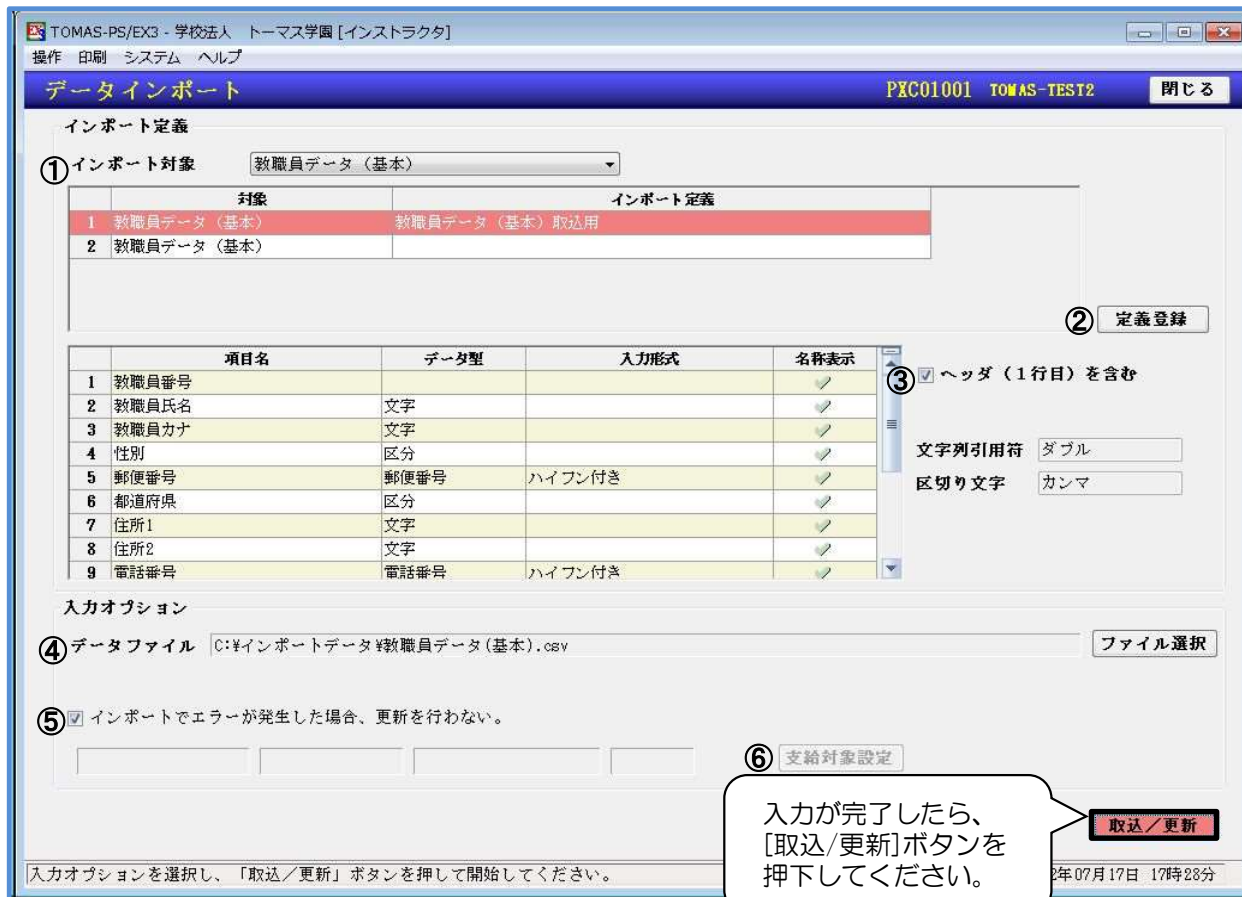 TOMAS-PS/EX3 - 学校法人　トーマス学園 [インストラクタ]
操作 印刷 システム ヘルプ
データインポート PXC01001 TOMAS-TEST2 閉じる
インポート定義
①インポート対象 教職員データ（基本）
対象 インポート定義
1 教職員データ（基本） 教職員データ（基本）取込用
2 教職員データ（基本）
② 定義登録
項目名 データ型 入力形式 名称表示
③ ヘッダ（1行目）を含む
1 教職員番号
2 教職員氏名 文字
3 教職員カナ 文字
4 性別 区分
文字列引用符 ダブル
5 郵便番号 郵便番号 ハイフン付き
区切り文字 カンマ
6 都道府県 区分
7 住所1 文字
8 住所2 文字
9 電話番号 電話番号 ハイフン付き
入力オプション
④データファイル C:¥インポートデータ¥教職員データ(基本).csv ファイル選択
⑤ インポートでエラーが発生した場合、更新を行わない。
⑥ 支給対象設定
入力が完了したら、
[取込/更新]ボタンを
押下してください。
取込／更新
入力オプションを選択し、「取込／更新」ボタンを押して開始してください。
2年07月17日 17時28分